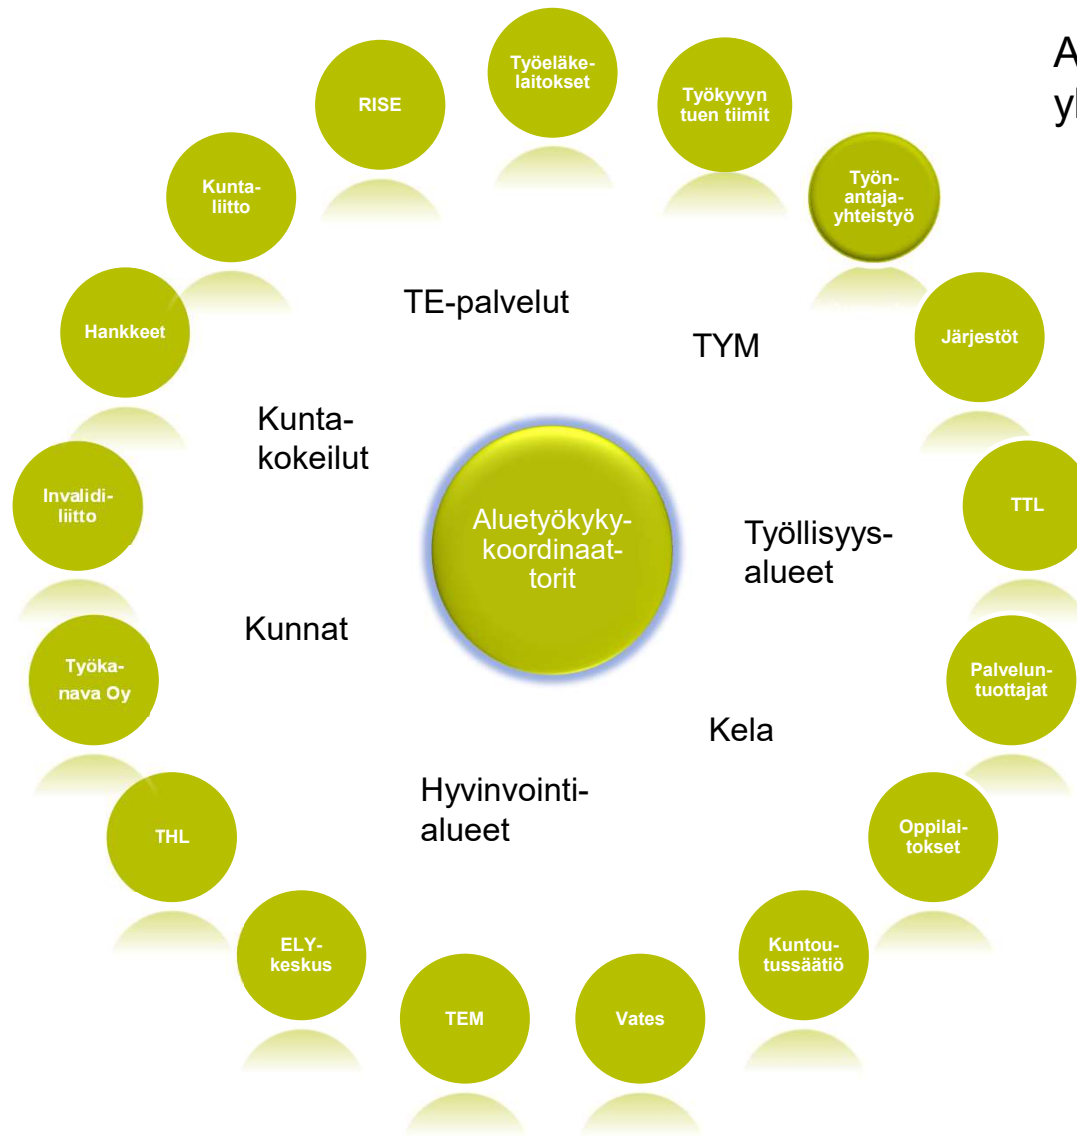 Työeläke-
laitokset
Työkyvyn
tuen tiimit
Työn-
antaja-
yhteistyö
Järjestöt
TTL
Palvelun-
tuottajat
Oppilai-
tokset
Kuntou-
tussäätiö
Vates
TEM
ELY-
keskus
THL
Työka-
nava Oy
Invalidi-
liitto
Hankkeet
Kunta-
liitto
RISE
TE-palvelut
TYM
Kunta-
kokeilut
Aluetyökyky-
koordinaat-
torit
Työllisyys-
alueet
Kunnat
Kela
Hyvinvointi-
alueet